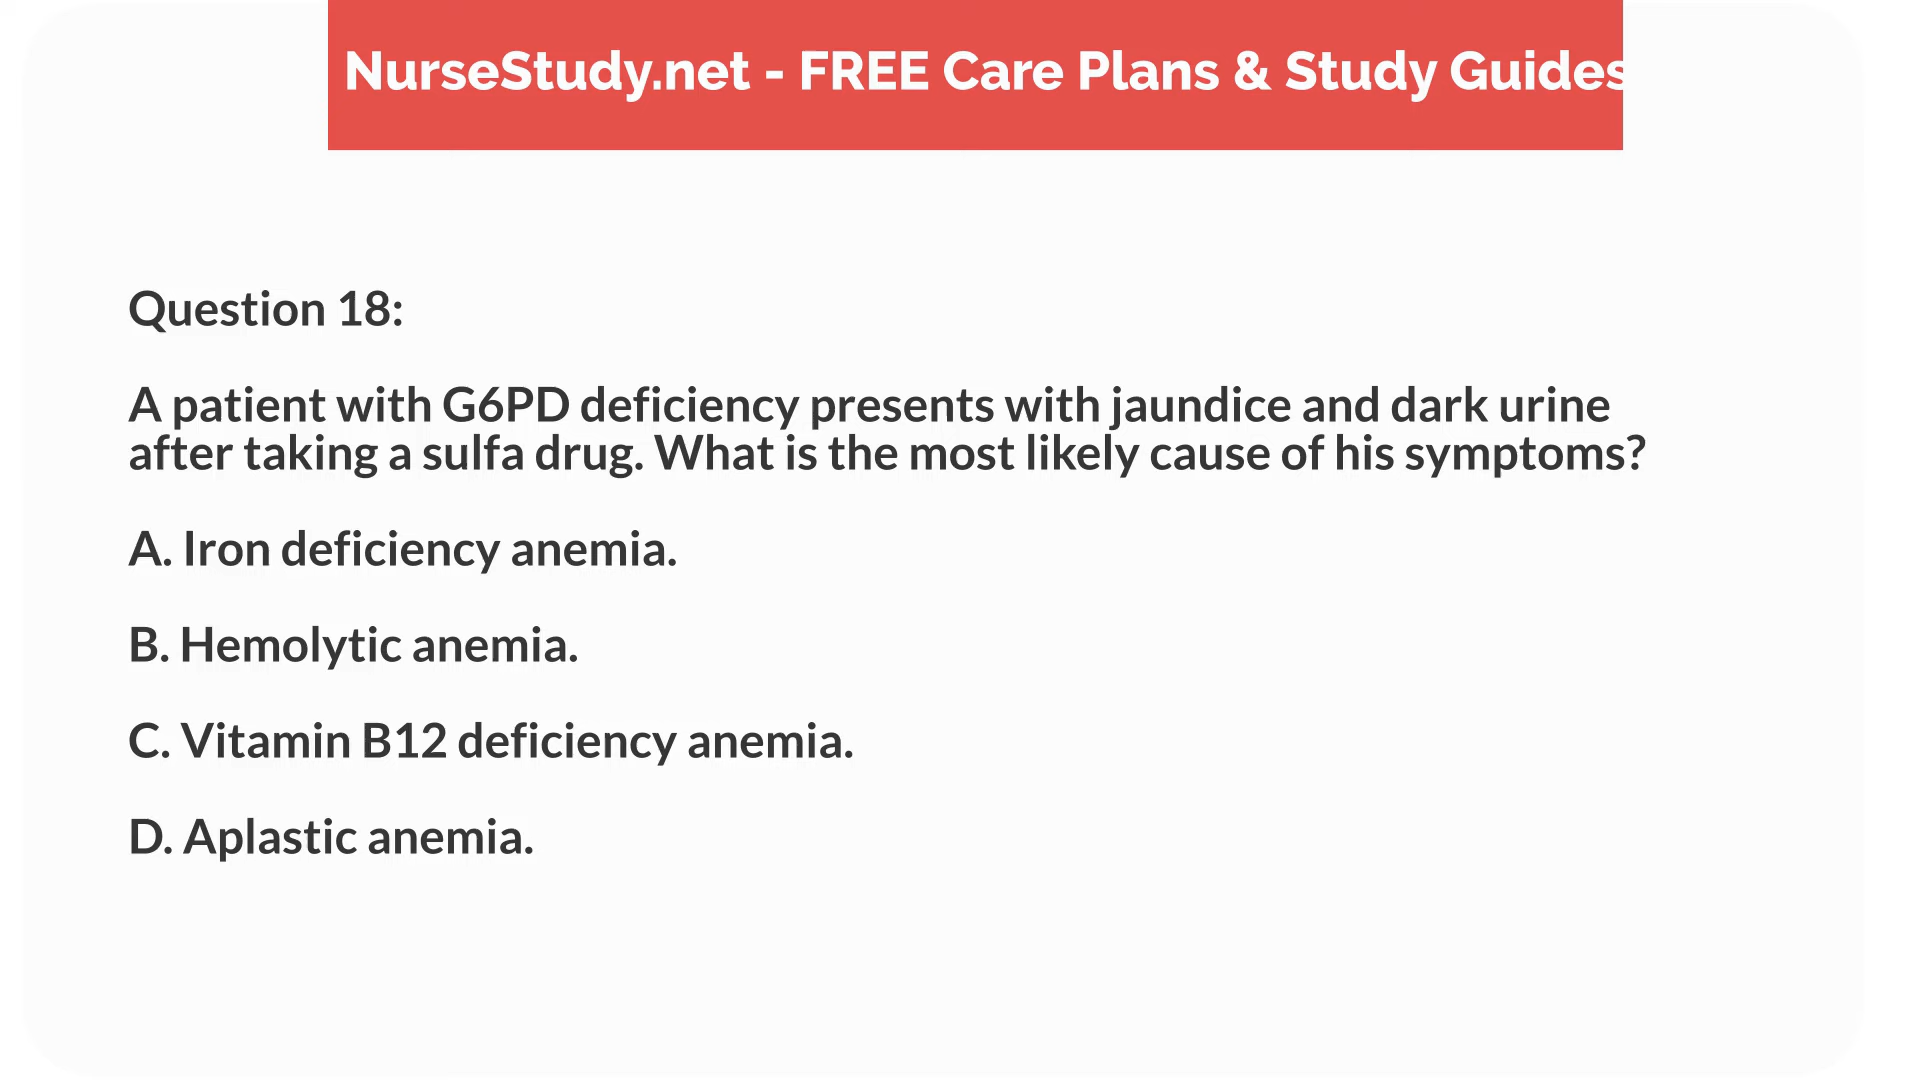 NurseStudy.net - FREE Care Plans & Study Guides
Question 18:
A patient with G6PD deficiency presents with jaundice and dark urine
after taking a sulfa drug. What is the most likely cause of his symptoms?
A. Iron deficiency anemia.
B. Hemolytic anemia.
C. Vitamin B12 deficiency anemia.
D. Aplastic anemia.